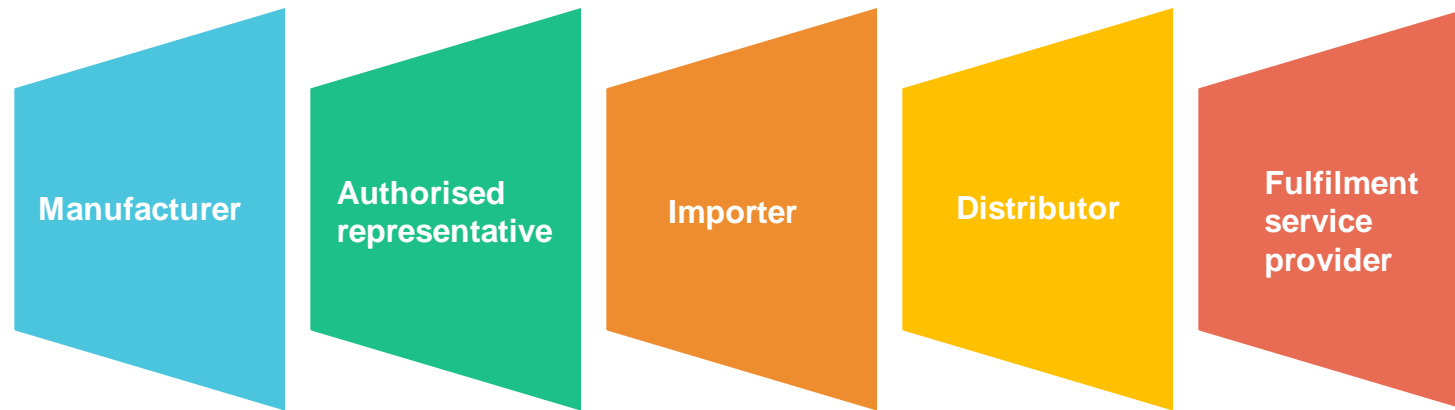 Manufacturer
Authorised
representative
Importer
Distributor
Fulfilment
service
provider